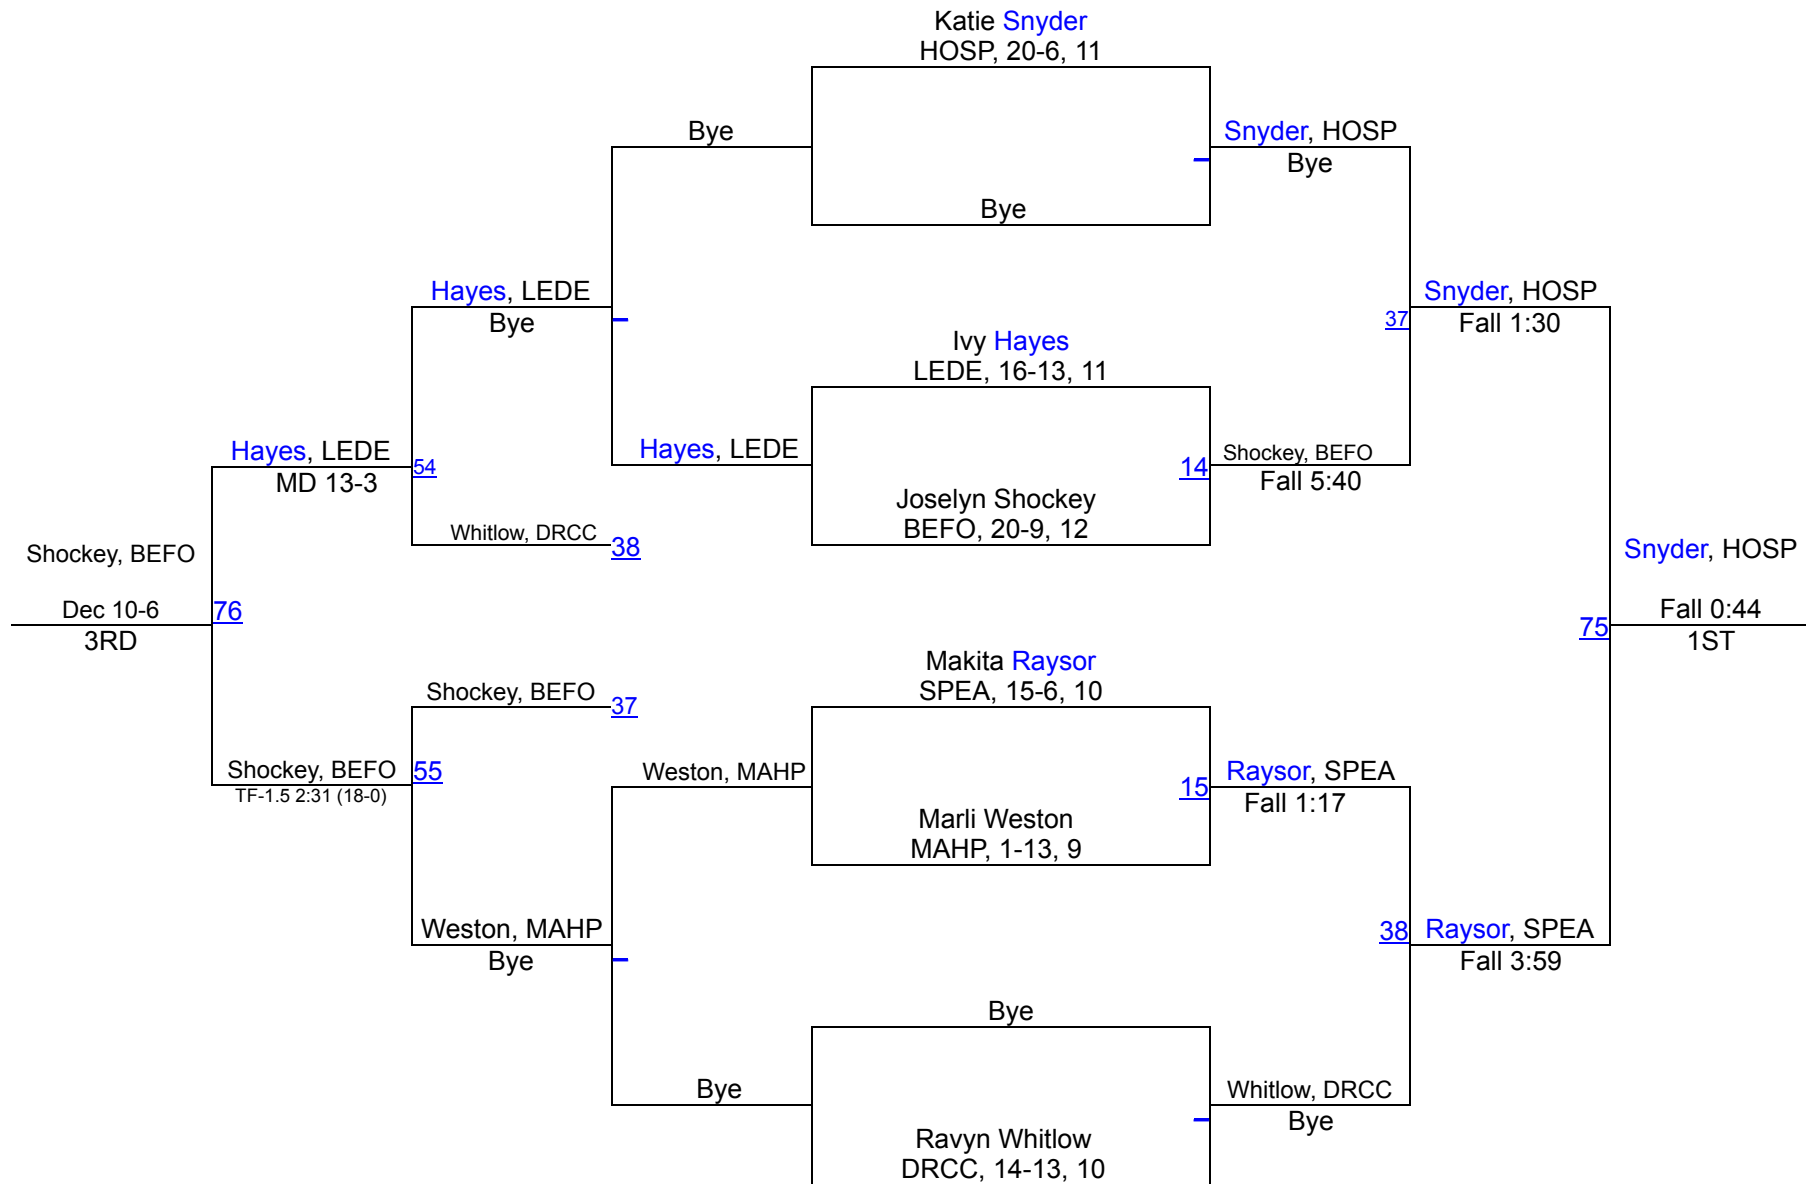 Katie Snyder
HOSP, 20-6, 11
Bye
Snyder, HOSP
Bye
Bye
Hayes, LEDE
Bye
Snyder, HOSP
37
Fall 1:30
Ivy Hayes
LEDE, 16-13, 11
Hayes, LEDE
54
MD 13-3
Hayes, LEDE
14
Shockey, BEFO
Fall 5:40
Joselyn Shockey
BEFO, 20-9, 12
Whitlow, DRCC
38
Shockey, BEFO
Dec 10-6
76
3RD
Snyder, HOSP
Fall 0:44
75
1ST
Makita Raysor
SPEA, 15-6, 10
Shockey, BEFO
37
Shockey, BEFO
55
TF-1.5 2:31 (18-0)
Weston, MAHP
15
Raysor, SPEA
Fall 1:17
Marli Weston
MAHP, 1-13, 9
Weston, MAHP
Bye
38
Raysor, SPEA
Fall 3:59
Bye
Bye
Whitlow, DRCC
Bye
Ravyn Whitlow
DRCC, 14-13, 10